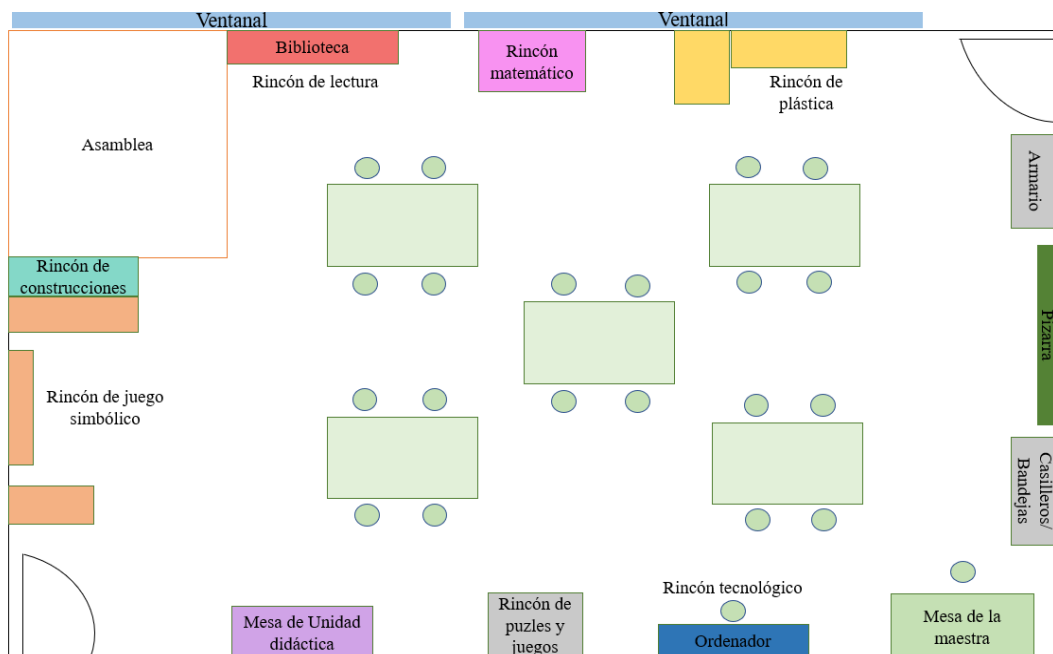 Ventanal
Ventanal
Biblioteca
Rincón de lectura
Rincón
matemático
Rincón de
plástica
Asamblea
Armario
Rincón de
construcciones
Pizarra
Rincón de juego
simbólico
Casilleros/
Bandejas
Rincón tecnológico
Mesa de Unidad
didáctica
Rincón de
puzles y
juegos
Ordenador
Mesa de la
maestra